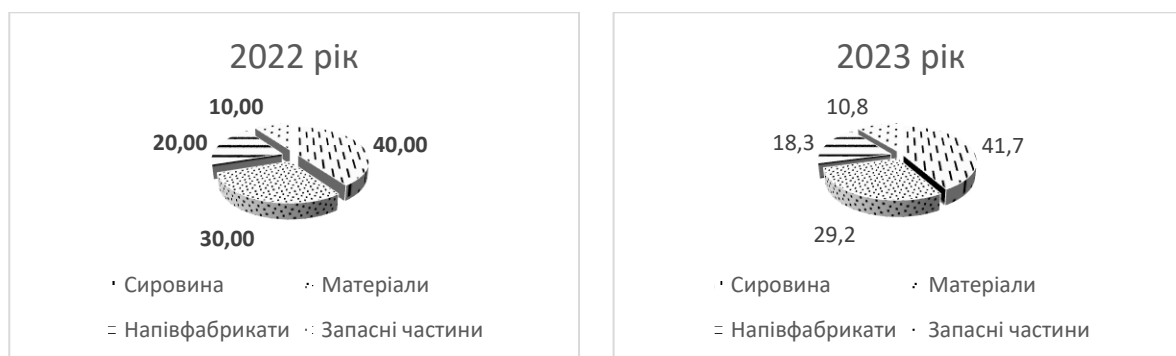 2022 рік
10,00
20,00
40,00
30,00
Сировина
Матеріали
Напівфабрикати
Запасні частини
2023 рік
10,8
18,3
41,7
29,2
Сировина
Матеріали
Напівфабрикати
Запасні частини